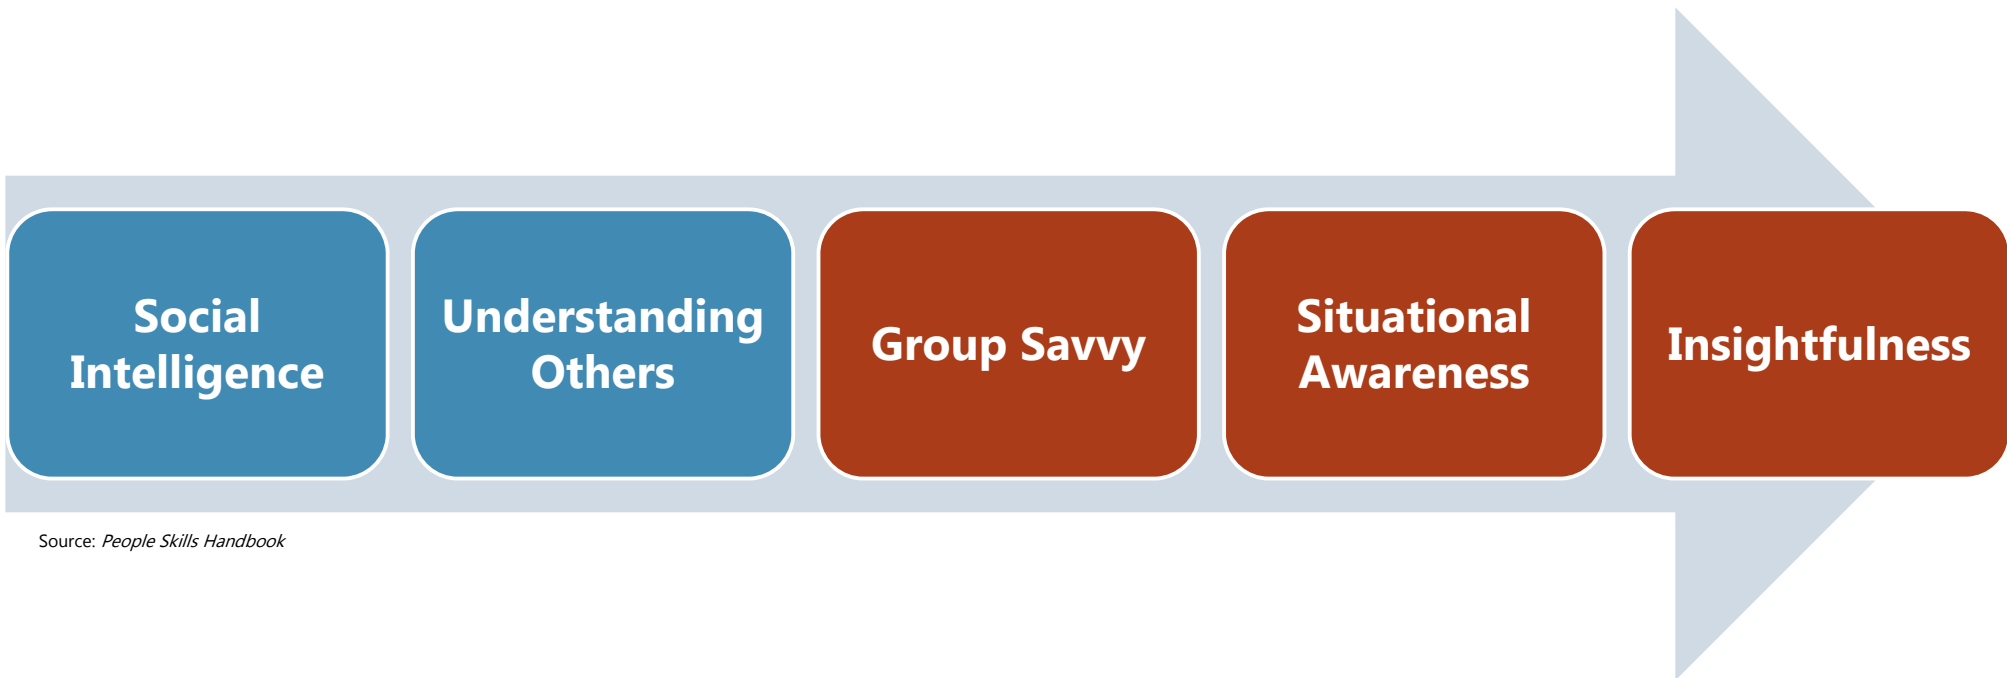 Social
Intelligence
Understanding
Others
Group Savvy
Situational
Awareness
Insightfulness
Source: People Skills Handbook